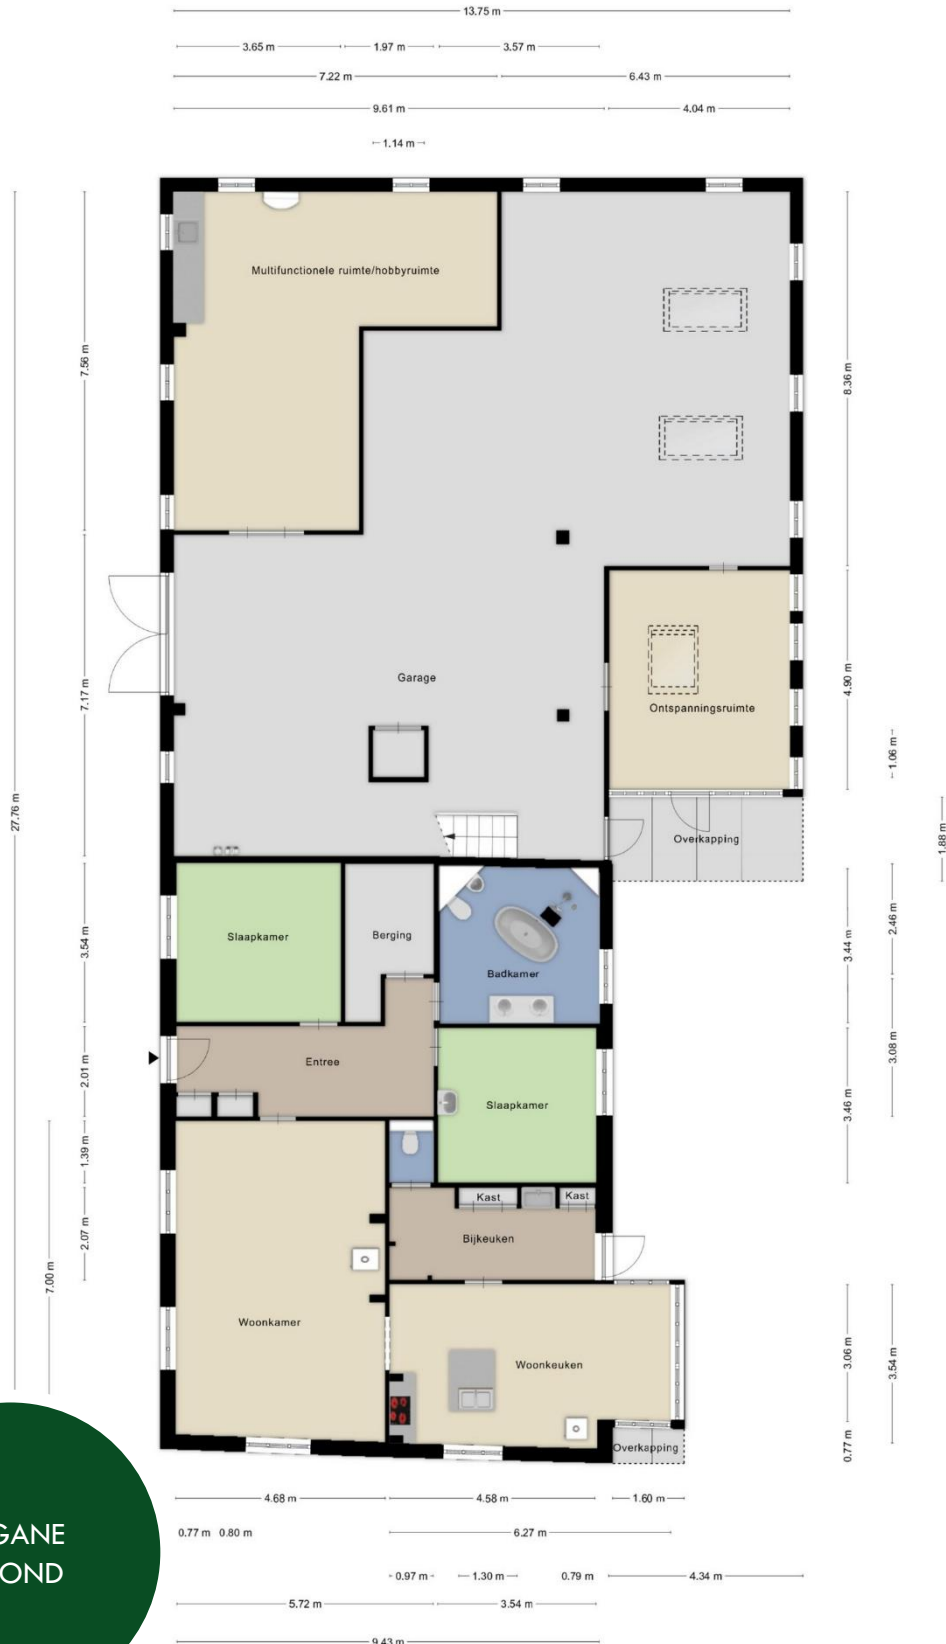 13.75 m
3.65 m 1.97 m 3.57 m
7.22 m 6.43 m
9.61 m 4.04 m
1.14 m
Multifunctionele ruimte/hobbyruimte
7.56 m
8.36 m
Garage
7.17 m
4.90 m
Ontspanningsruimte
1.06 m
27.76 m
1.88 m
Overkapping
Slaapkamer
Berging
3.54 m
Badkamer
3.44 m
2.46 m
Entree
2.01 m
3.08 m
Slaapkamer
3.46 m
1.39 m
Kast
Kast
2.07 m
Bijkeuken
7.00 m
Woonkamer
Woonkeuken
3.06 m
3.54 m
Overkapping
0.77 m
4.68 m 4.58 m 1.60 m
0.77 m 0.80 m 6.27 m
0.97 m 1.30 m 0.79 m 4.34 m
5.72 m 3.54 m
9.43 m
GANE
OND